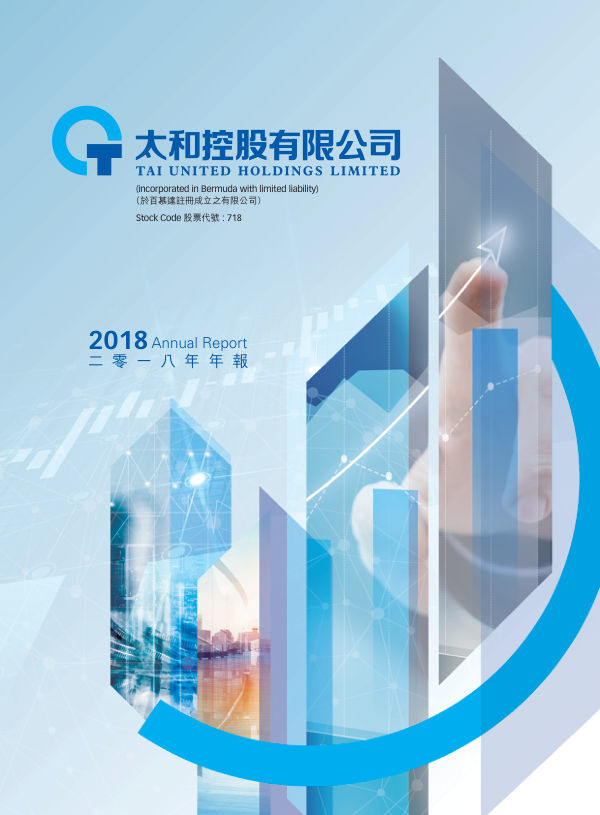 太和控股有限公司
TAI UNITED HOLDINGS LIMITED
(incorporated in Bermuda with limited liability)
(於百慕達註冊成立之有限公司)
Stock Code 股票代號 : 718
2018 Annual Report
二零一八年年報